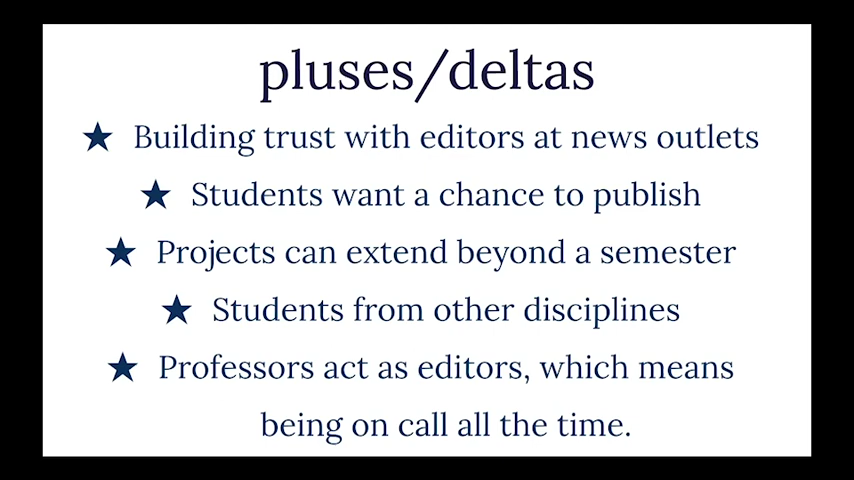 pluses/deltas
★ Building trust with editors at news outlets
★ Students want a chance to publish
★ Projects can extend beyond a semester
★ Students from other disciplines
★ Professors act as editors, which means
being on call all the time.